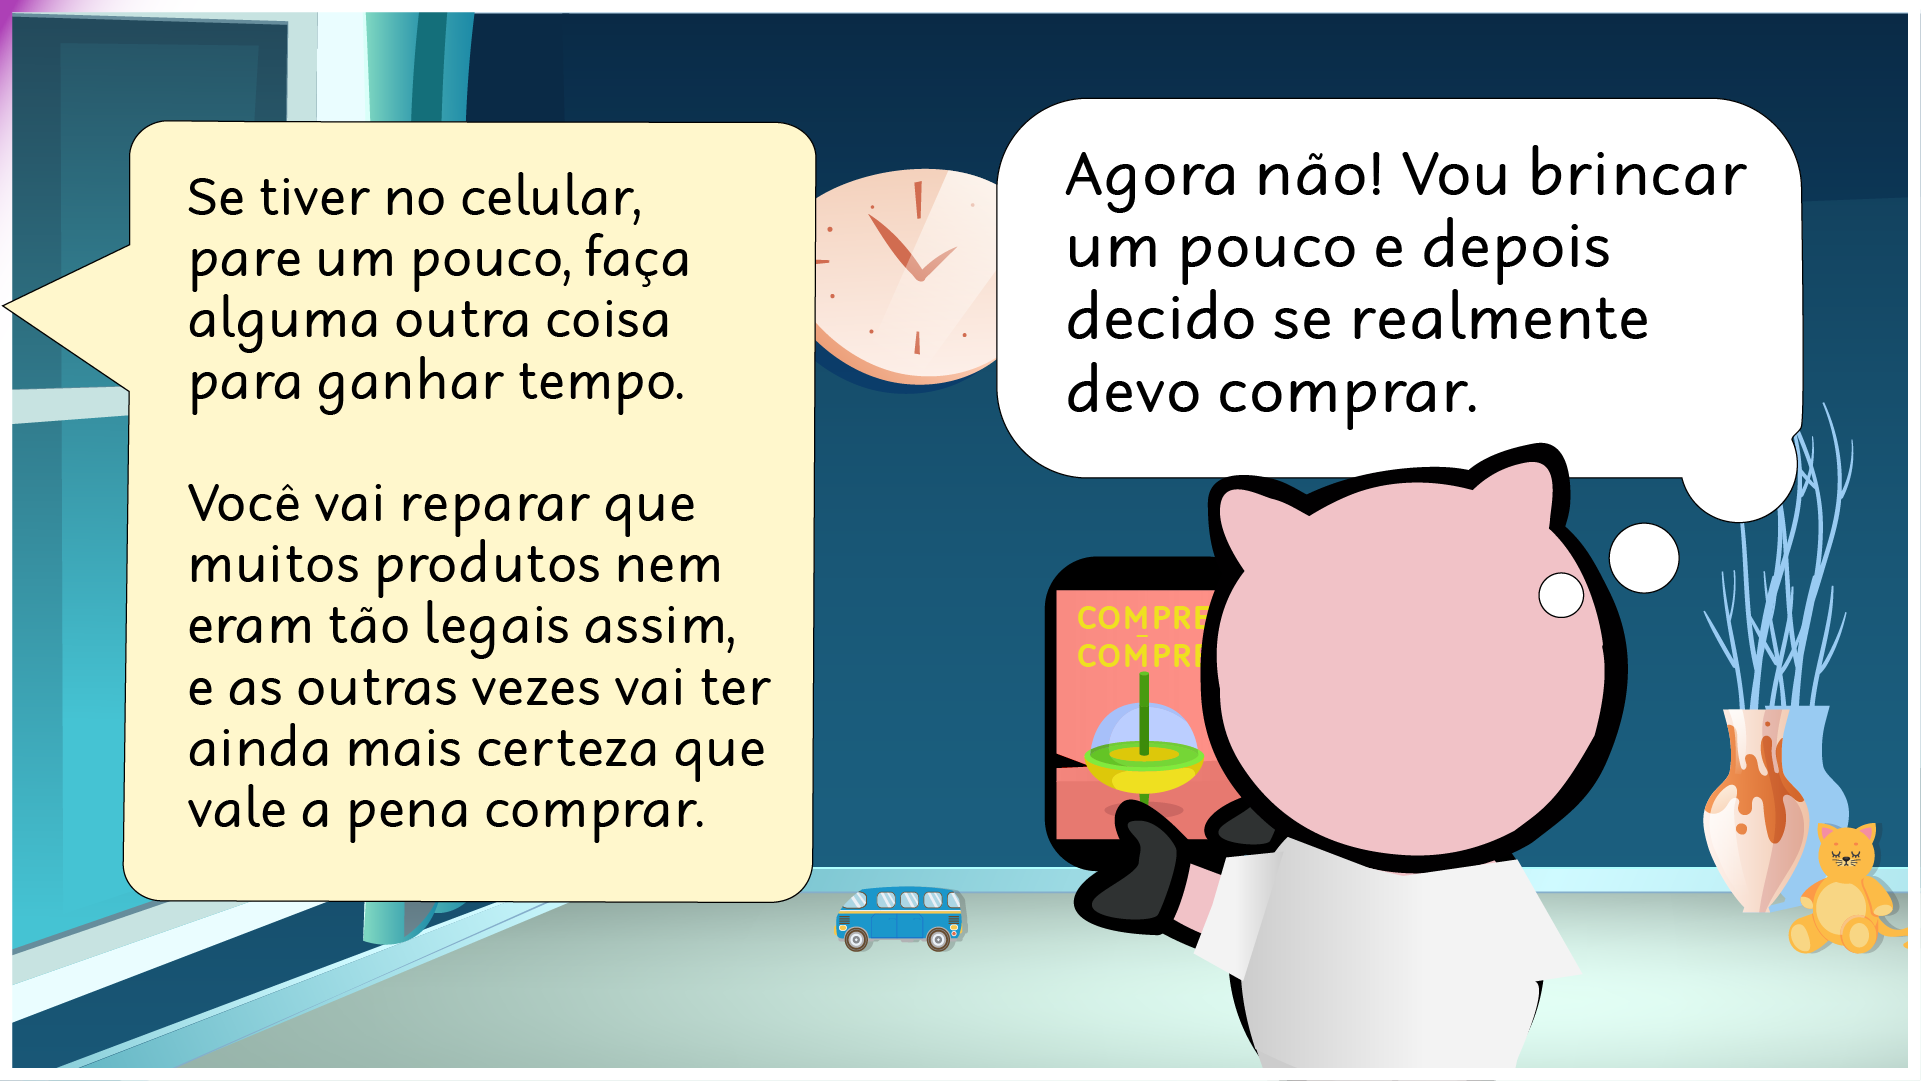 Se tiver no celular,
pare um pouco, faça
alguma outra coisa
para ganhar tempo.
Você vai reparar que
muitos produtos nem
eram tão legais assim,
e as outras vezes vai ter
ainda mais certeza que
vale a pena comprar.
Agora não! Vou brincar
um pouco e depois
decido se realmente
devo comprar.
COMPRE
COMPRE